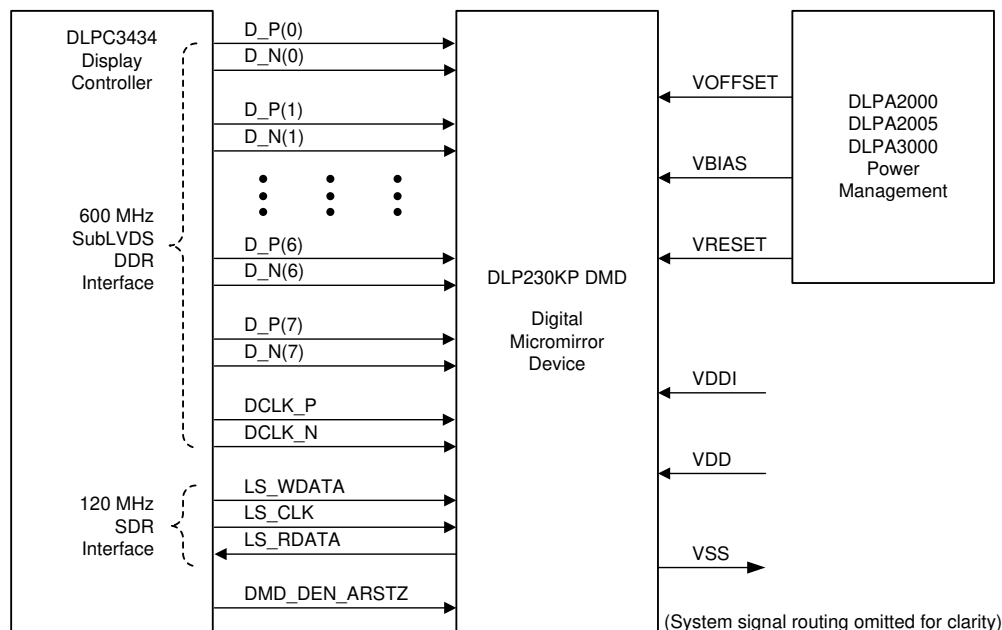 DLPC3434
Display
Controller
600 MHz
SubLVDS
DDR
Interface
120 MHz
SDR
Interface
D_P(0)
D_N(0)
D_P(1)
D_N(1)
D_P(6)
D_N(6)
D_P(7)
D_N(7)
DCLK_P
DCLK_N
LS_WDATA
LS_CLK
LS_RDATA
DMD_DEN_ARSTZ
DLP230KP DMD
Digital
Micromirror
Device
VOFFSET
VBIAS
VRESET
VDDI
VDD
VSS
DLPA2000
DLPA2005
DLPA3000
Power
Management
(System signal routing omitted for clarity)